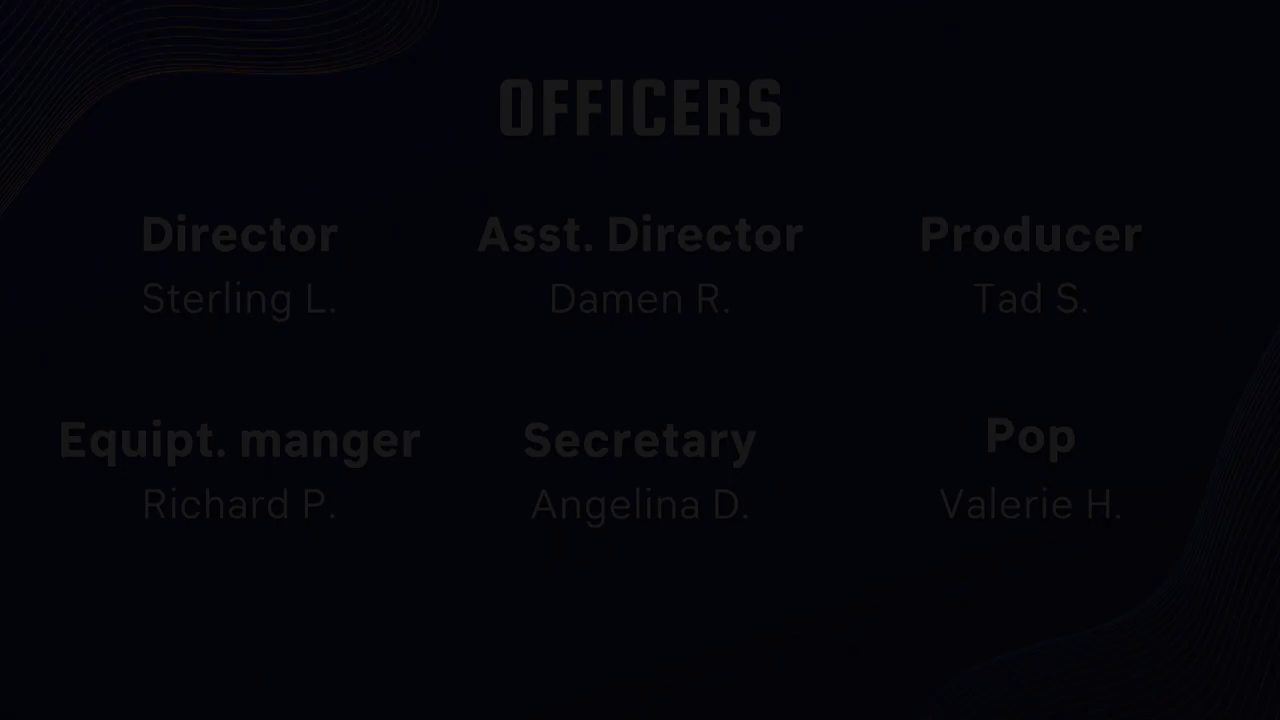 OFFICERS
Director
Sterling L.
Asst. Director
Damen R.
Producer
Tad S.
Equipt. manger
Richard P.
Secretary
Angelina D.
Pop
Valerie H.